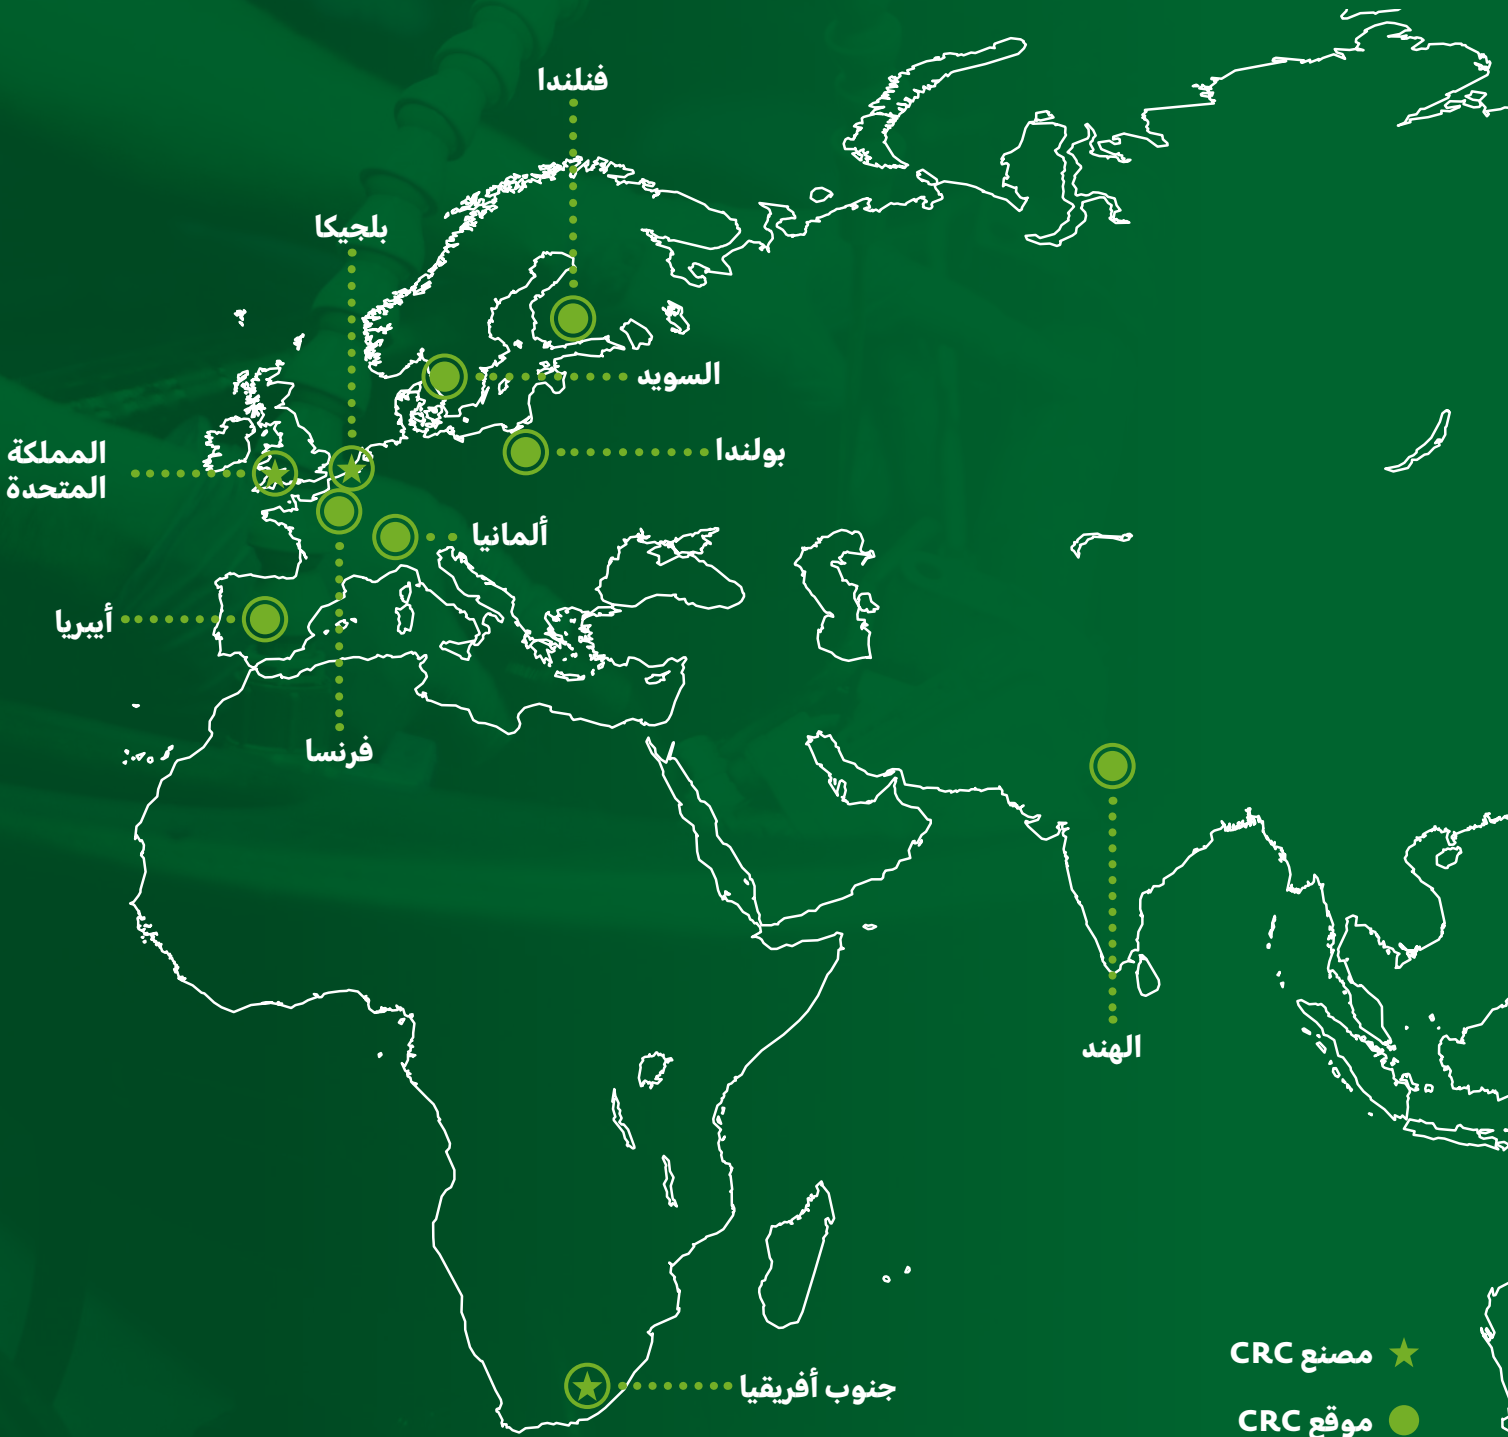 فنلندا
بلجيكا
السويد
المملكة
المتحدة
بولندا
ألمانيا
أيبريا
فرنسا
الهند
جنوب أفريقيا
مصنع CRC
موقع CRC